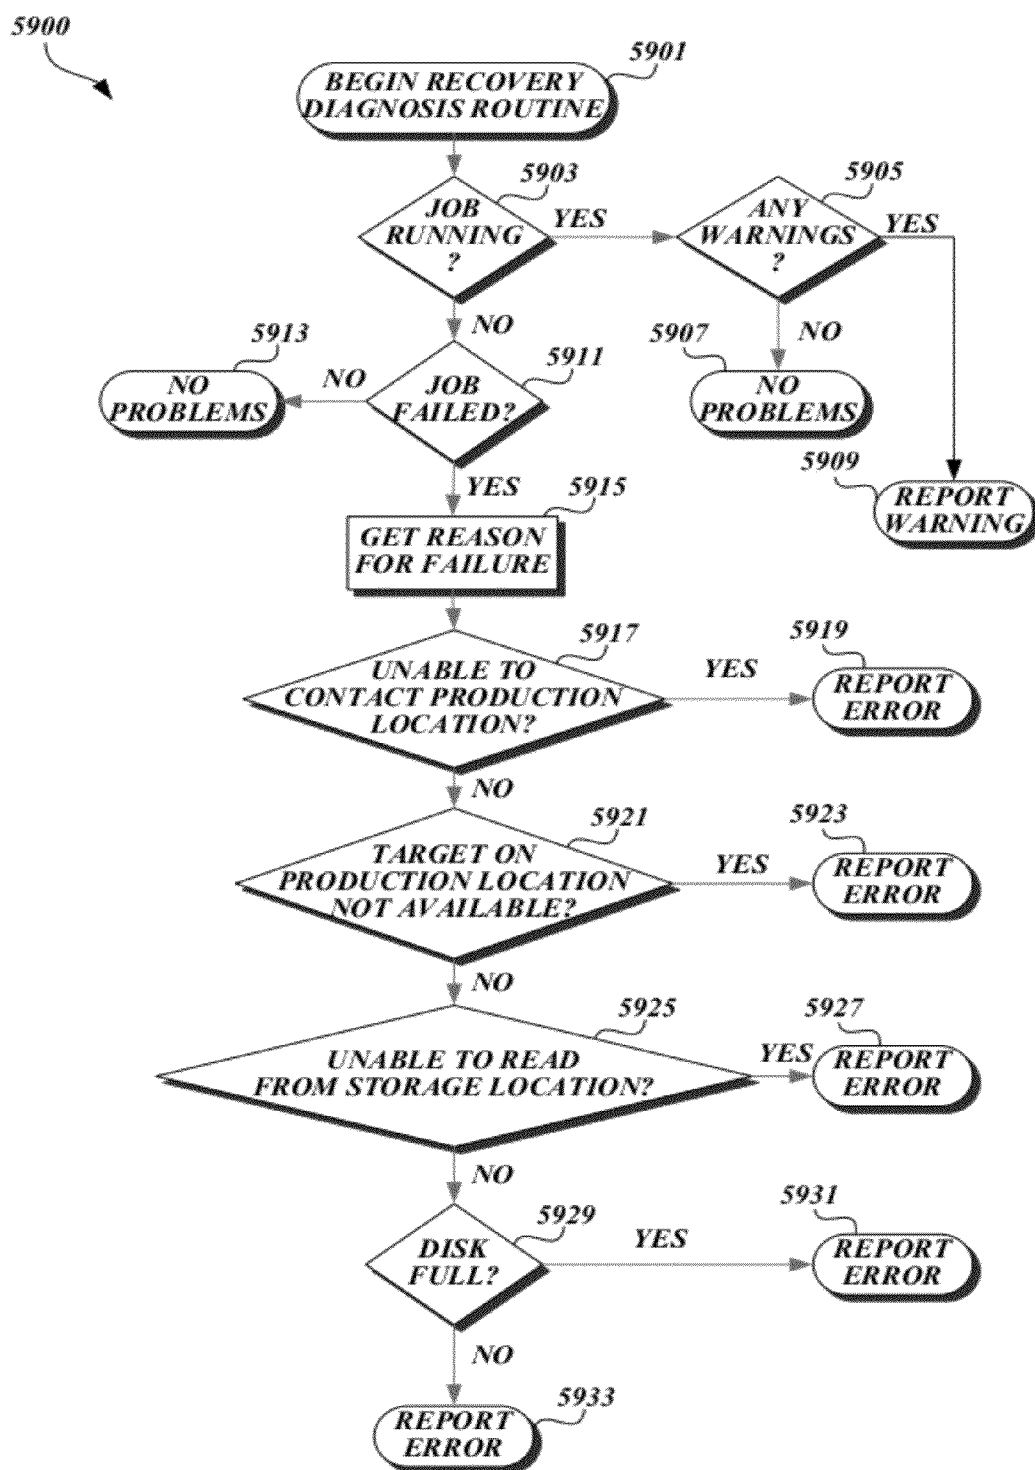 5900
5901
BEGIN RECOVERY
DIAGNOSIS ROUTINE
5903
JOB
RUNNING
?
YES
5905
ANY
WARNINGS
?
YES
NO
NO
5913
NO
PROBLEMS
NO
5911
JOB
FAILED?
5907
NO
PROBLEMS
5909
REPORT
WARNING
YES
5915
GET REASON
FOR FAILURE
5917
UNABLE TO
CONTACT PRODUCTION
LOCATION?
YES
5919
REPORT
ERROR
NO
5921
TARGET ON
PRODUCTION LOCATION
NOT AVAILABLE?
YES
5923
REPORT
ERROR
NO
5925
UNABLE TO READ
FROM STORAGE LOCATION?
YES
5927
REPORT
ERROR
NO
5929
DISK
FULL?
YES
5931
REPORT
ERROR
NO
5933
REPORT
ERROR